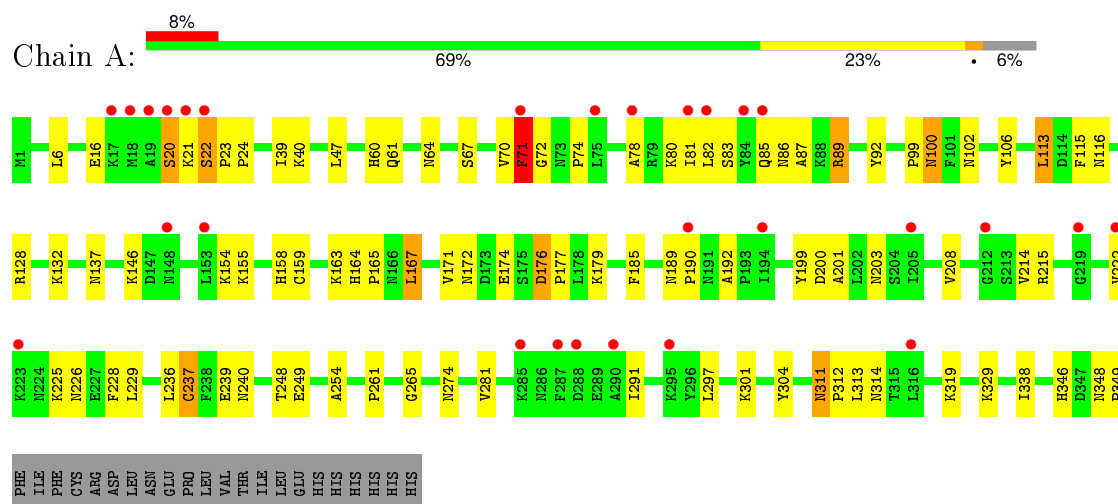 8%
Chain A:
69% 23% • 6%
M1 L6 E16 K17 M18 A19 S20 K21 S22 P23 P24 I39 K40 L47 H60 Q61 N64 S67 V70 F71 G72 N73 P74 L75 A78 R79 K80 I81 L82 S83 Y84 Q85 N86 A87 K88 R89 Y92 P99 N100 F101 N102 Y106 L113 D114 F115 N116
R128 K132 N137 K146 D147 N148 L153 K154 K155 H158 C159 K163 H164 P165 N166 L167 V171 N172 D173 E174 S175 D176 P177 L178 K179 F185 N189 P190 N191 A192 P193 I194 Y199 D200 A201 L202 N203 S204 I205 V208 G212 S213 V214 R215 G219
K223 N224 K225 N226 E227 F228 L229 L236 C237 F238 E239 N240 T248 E249 A254 P261 G265 N274 V281 K285 N286 F287 D288 E289 A290 I291 K295 Y296 L297 K301 Y304 N311 P312 L313 N314 T315 L316 K319 K329 I338 H346 D347 N348
PHE ILE PHE CYS ARG ASP LEU ASN GLU PRO LEU VAL THR ILE LEU GLU HIS HIS HIS HIS HIS HIS